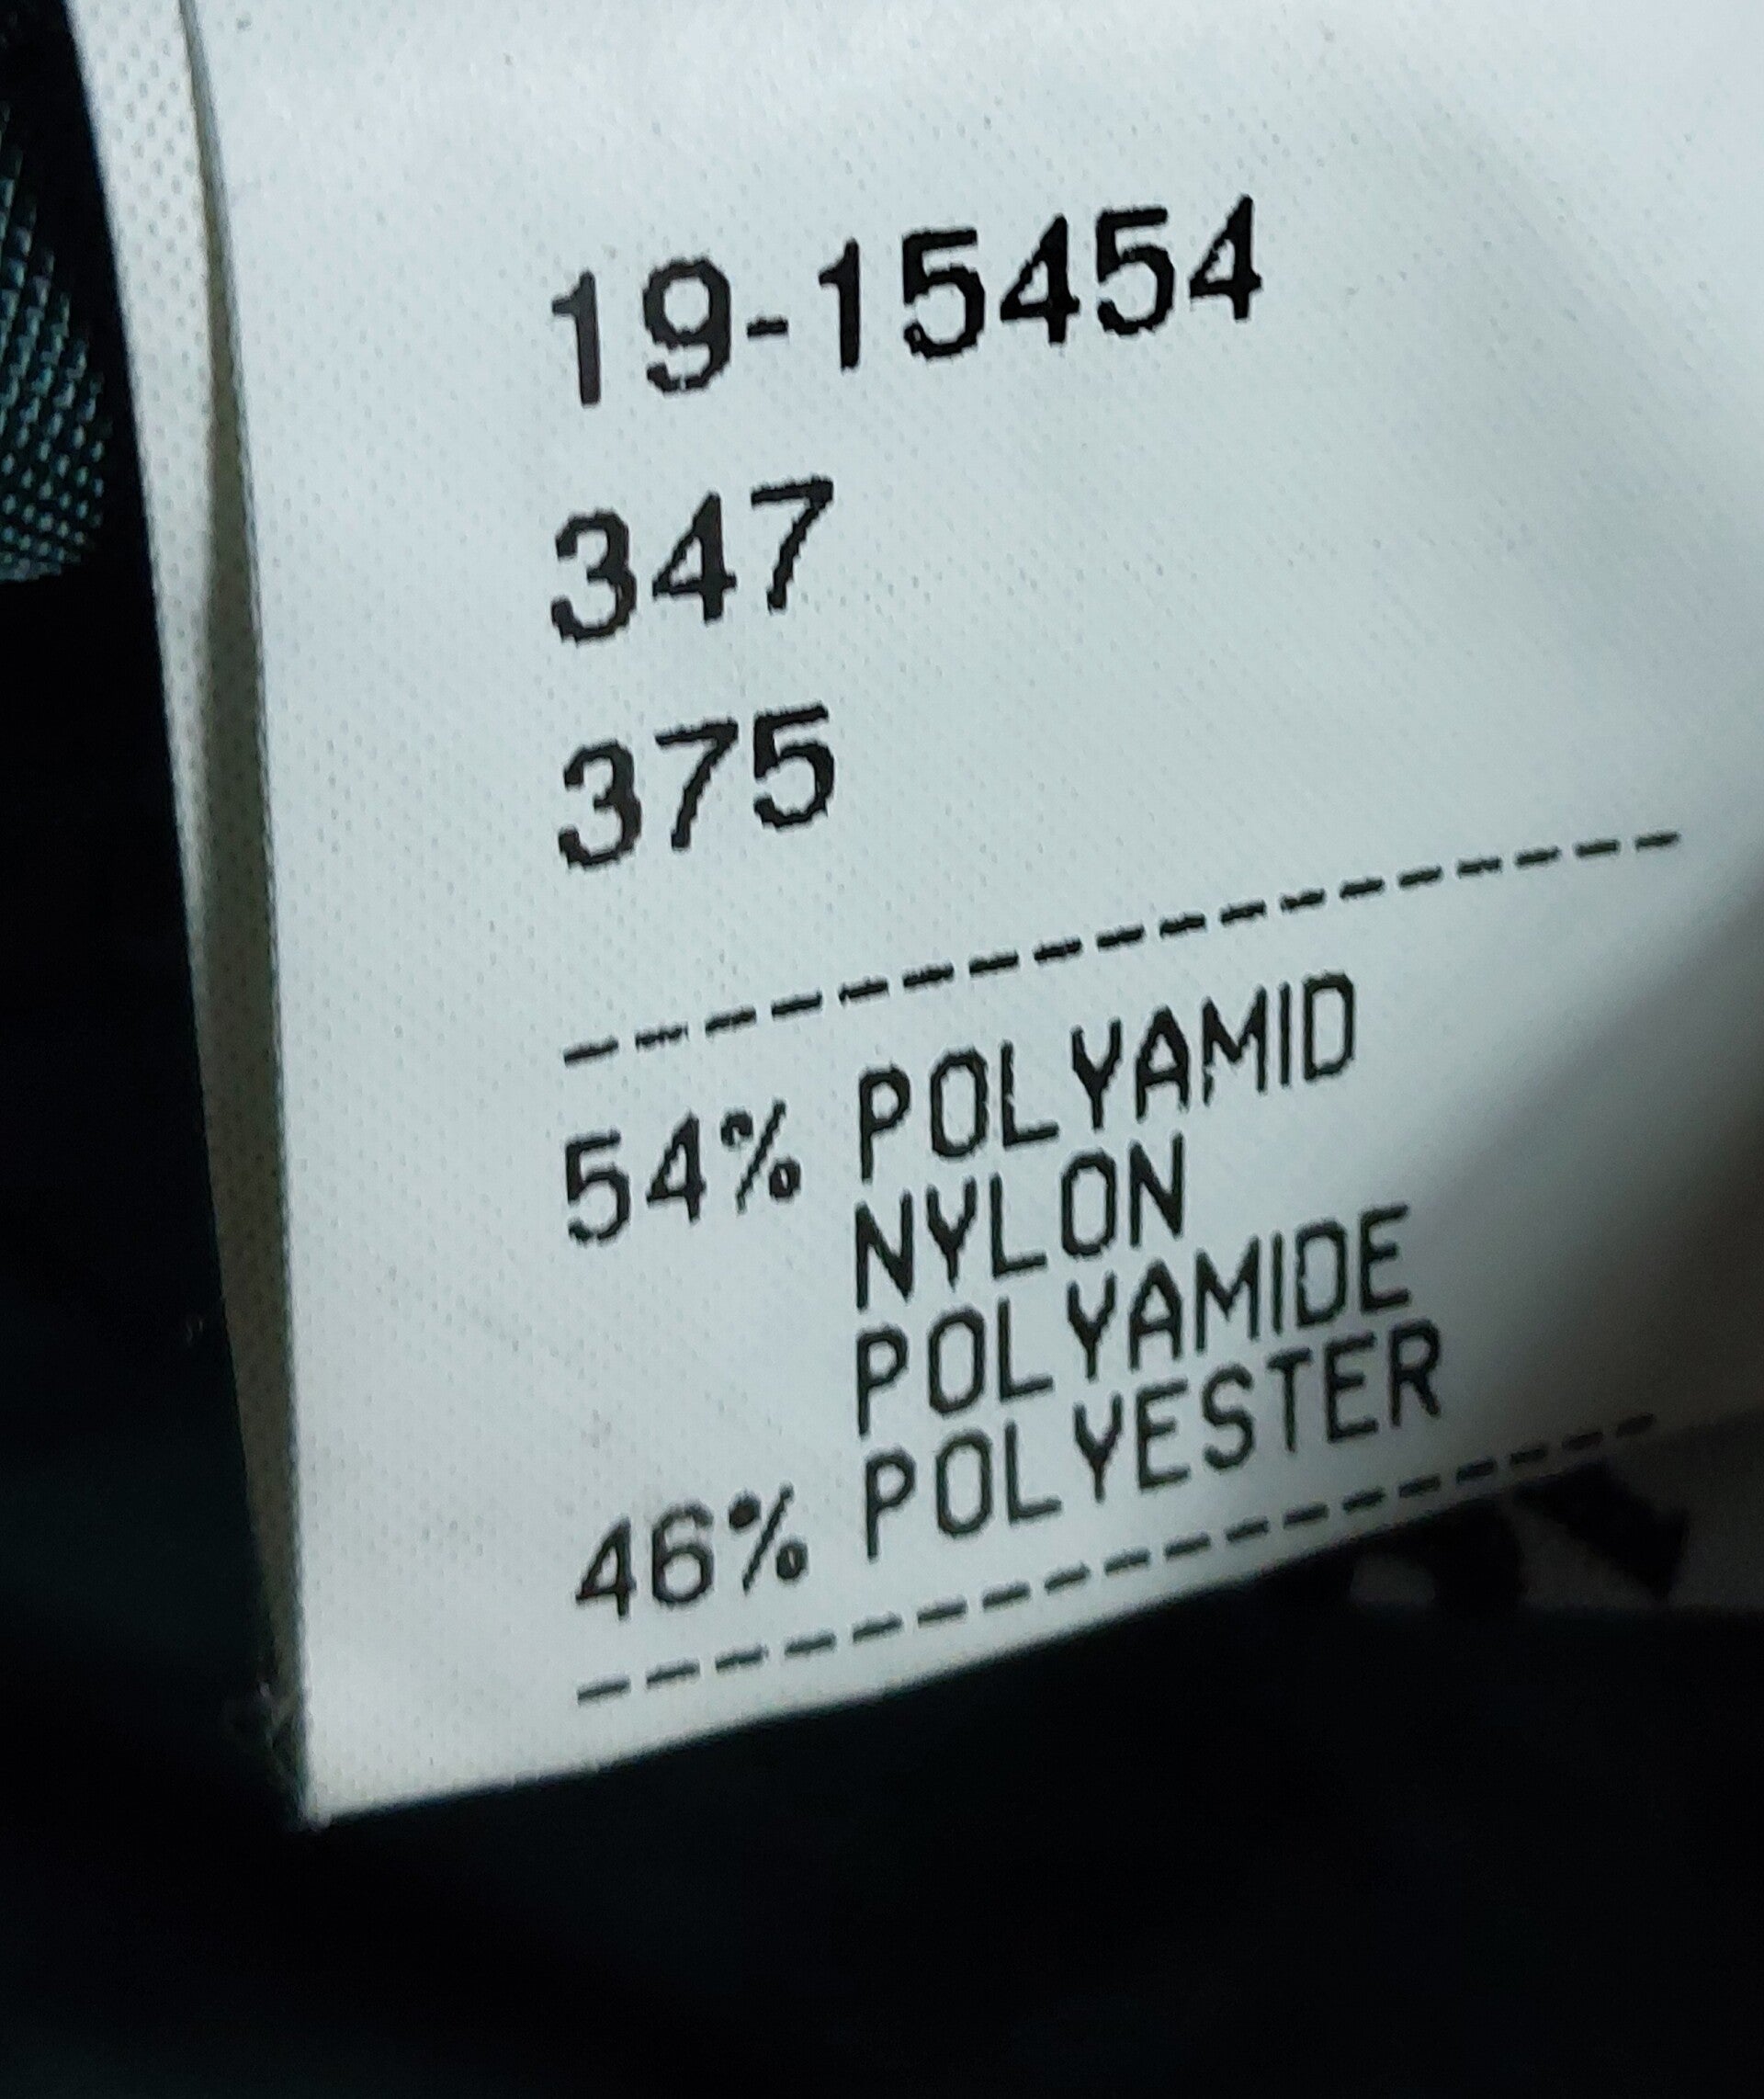 19-15454
347
375
54% POLYAMID
NYLON
POLYAMIDE
46% POLYESTER